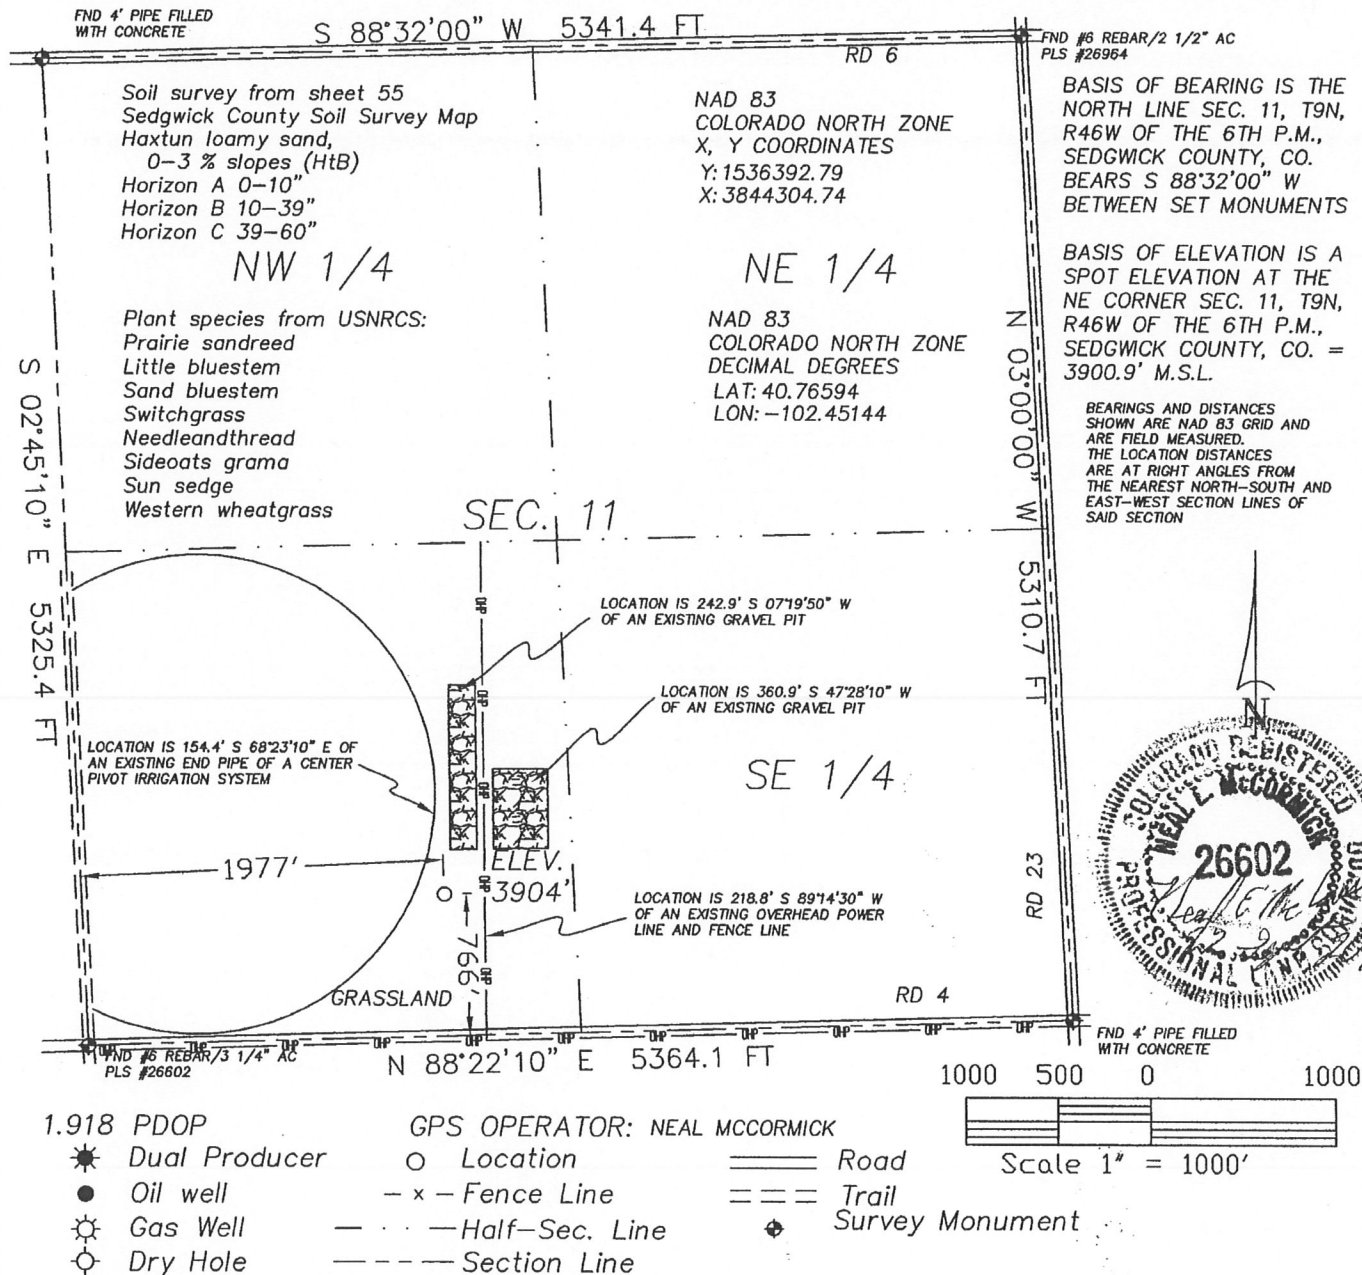 FND 4' PIPE FILLED
WITH CONCRETE
S 88°32'00" W 5341.4 FT
RD 6
FND #6 REBAR/2 1/2" AC
PLS #26964
Soil survey from sheet 55
Sedgwick County Soil Survey Map
Haxtun loamy sand,
0-3 % slopes (HtB)
Horizon A 0-10"
Horizon B 10-39"
Horizon C 39-60"
NW 1/4
Plant species from USNRCS:
Prairie sandreed
Little bluestem
Sand bluestem
Switchgrass
Needleandthread
Sideoats grama
Sun sedge
Western wheatgrass
NAD 83
COLORADO NORTH ZONE
X, Y COORDINATES
Y: 1536392.79
X: 3844304.74
NE 1/4
NAD 83
COLORADO NORTH ZONE
DECIMAL DEGREES
LAT: 40.76594
LON: -102.45144
BASIS OF BEARING IS THE
NORTH LINE SEC. 11, T9N,
R46W OF THE 6TH P.M.,
SEDGWICK COUNTY, CO.
BEARS S 88°32'00" W
BETWEEN SET MONUMENTS
BASIS OF ELEVATION IS A
SPOT ELEVATION AT THE
NE CORNER SEC. 11, T9N,
R46W OF THE 6TH P.M.,
SEDGWICK COUNTY, CO. =
3900.9' M.S.L.
BEARINGS AND DISTANCES
SHOWN ARE NAD 83 GRID AND
ARE FIELD MEASURED.
THE LOCATION DISTANCES
ARE AT RIGHT ANGLES FROM
THE NEAREST NORTH-SOUTH AND
EAST-WEST SECTION LINES OF
SAID SECTION
S 02°45'10" E 5325.4 FT
N 03°00'00" W 5310.7 FT
SEC. 11
LOCATION IS 242.9' S 07°19'50" W
OF AN EXISTING GRAVEL PIT
LOCATION IS 360.9' S 47°28'10" W
OF AN EXISTING GRAVEL PIT
LOCATION IS 154.4' S 68°23'10" E OF
AN EXISTING END PIPE OF A CENTER
PIVOT IRRIGATION SYSTEM
SE 1/4
OHP
OHP
OHP
OHP
OHP
1977'
ELEV.
3904'
LOCATION IS 218.8' S 89°14'30" W
OF AN EXISTING OVERHEAD POWER
LINE AND FENCE LINE
766'
GRASSLAND
RD 4
RD 23
N
COLORADO REGISTERED
NEAL E. McCORMICK
26602
PROFESSIONAL LAND
OHP OHP OHP OHP OHP OHP OHP OHP OHP OHP OHP
FND #6 REBAR/3 1/4" AC
PLS #26602
N 88°22'10" E 5364.1 FT
FND 4' PIPE FILLED
WITH CONCRETE
1000 500 0 1000
Scale 1" = 1000'
1.918 PDOP
GPS OPERATOR: NEAL MCCORMICK
Dual Producer
Location
Road
Oil well
x Fence Line
Trail
Gas Well
Half-Sec. Line
Survey Monument
Dry Hole
Section Line